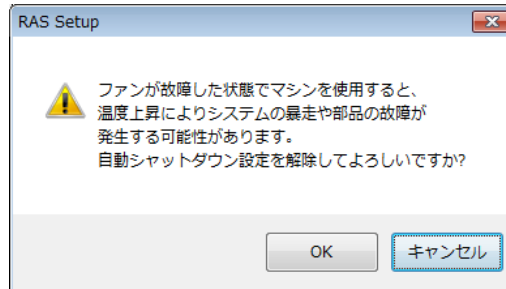 RAS Setup
ファンが故障した状態でマシンを使用すると、
温度上昇によりシステムの暴走や部品の故障が
発生する可能性があります。
自動シャットダウン設定を解除してよろしいですか?
OK
キャンセル